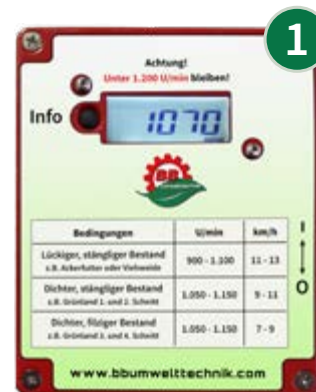 1
Achtung!
Unter 1.200 U/min bleiben!
Info
1070
BB
Bedingungen U/min km/h
Lückiger, stängliger Bestand
z.B. Ackerfutter oder Viehweide
900 - 1.100 11 - 13
Dichter, stängliger Bestand
z.B. Grünland 1. und 2. Schnitt
1.050 - 1.150 9 - 11
Dichter, filziger Bestand
z.B. Grünland 3. und 4. Schnitt
1.050 - 1.150 7 - 9
I
O
www.bbumwelttechnik.com